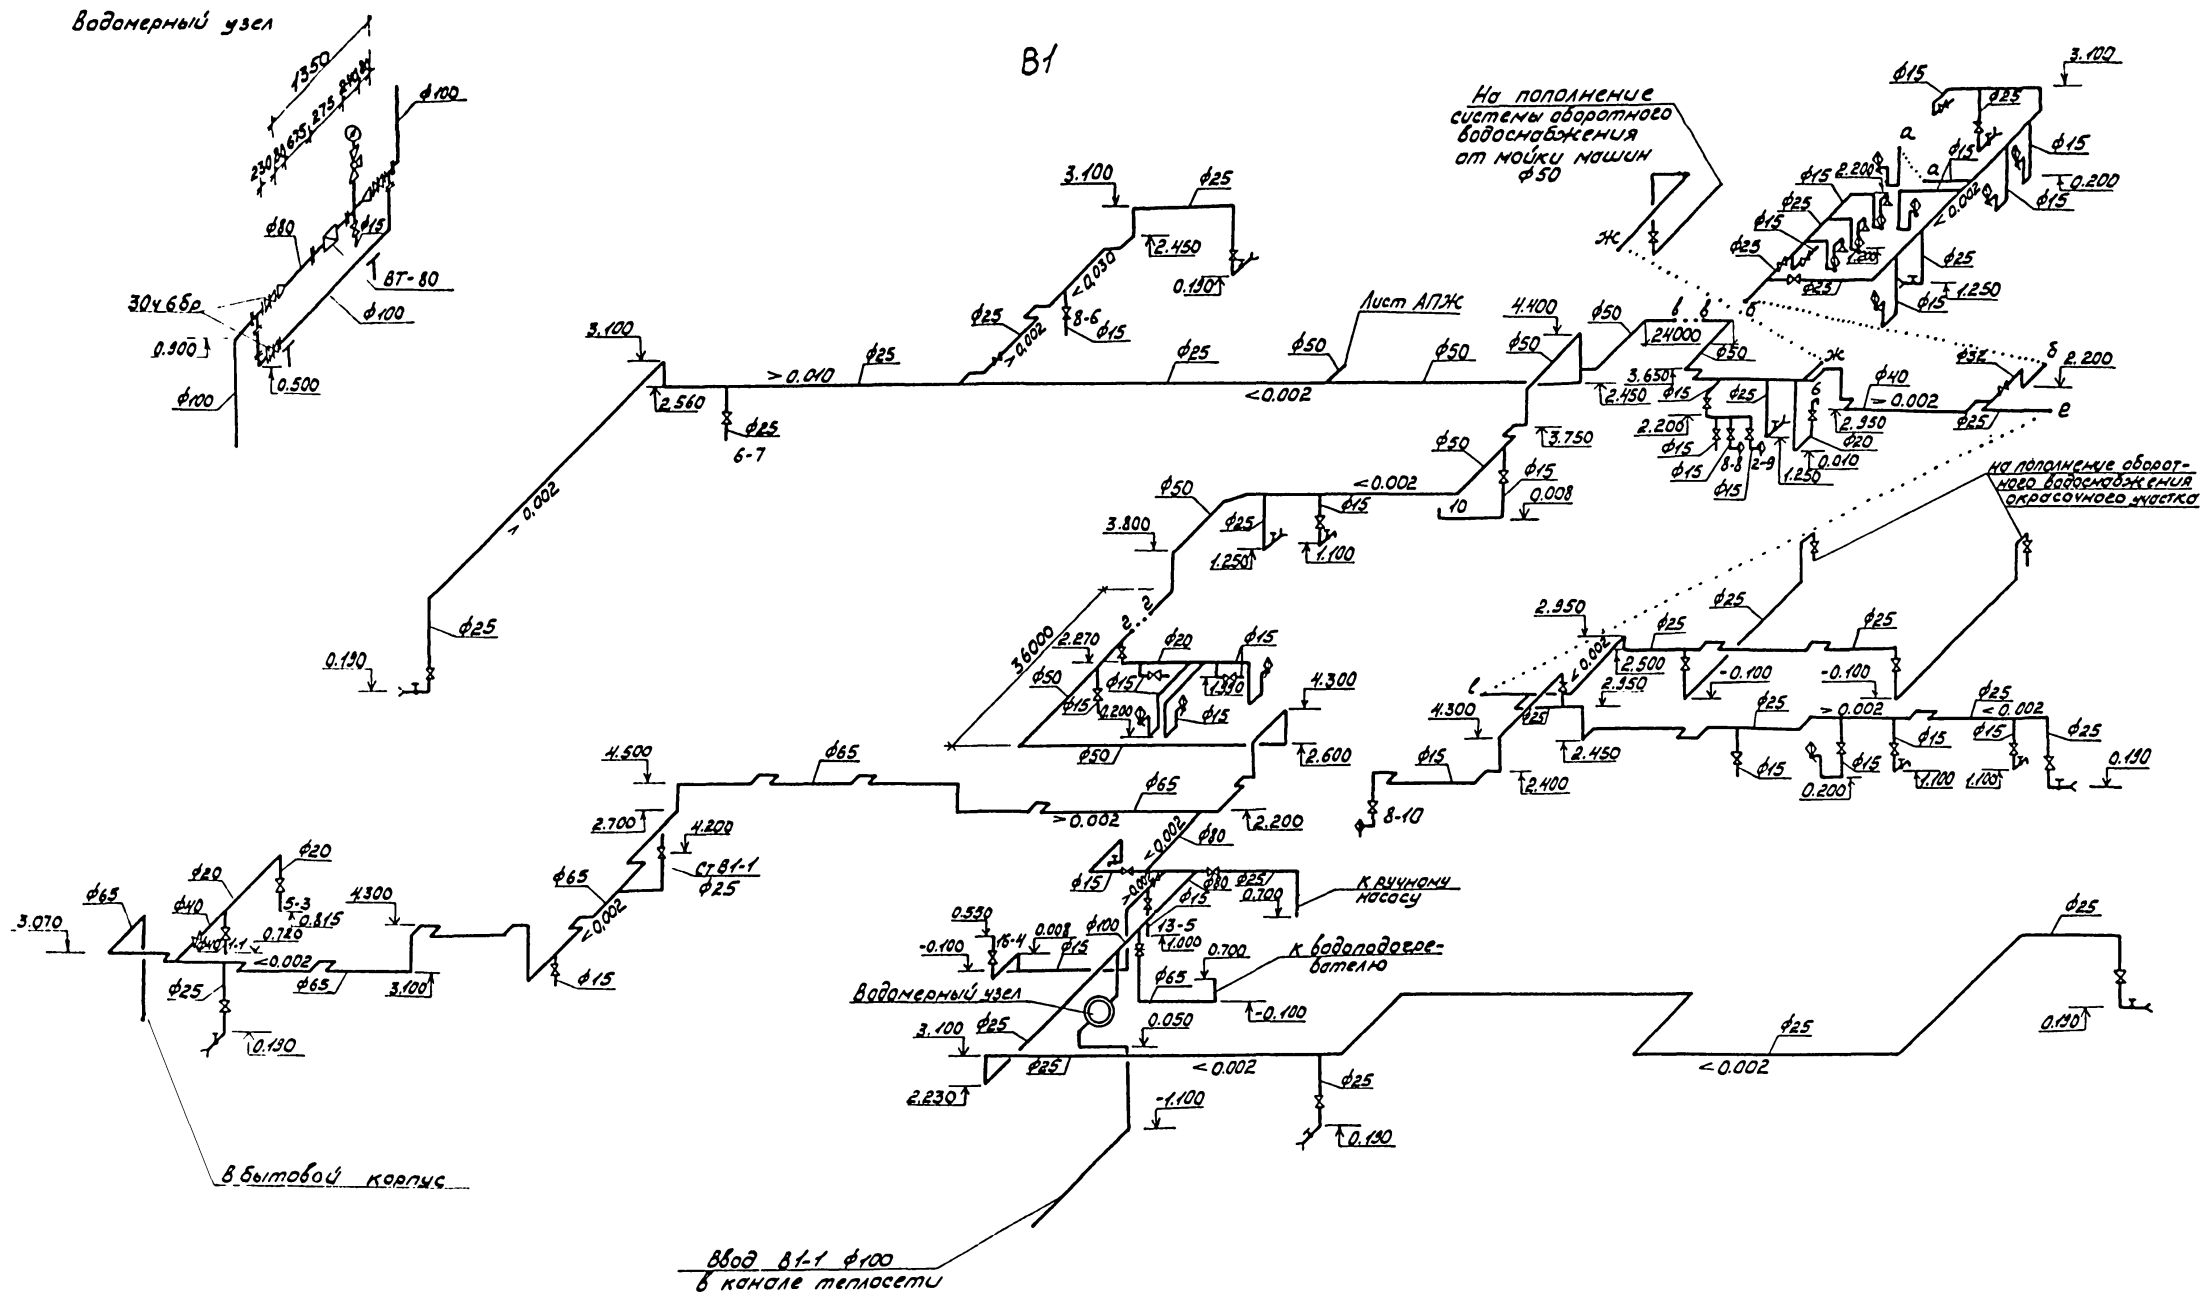 Водомерный узел
1350
230
80
675
275
240
80
ф100
ф80
ф15
ВТ-80
30ч6бр
ф100
0.900
0.500
ф100
В1
На пополнение
системы оборотного
водоснабжения
от мойки машин
ф50
ж
3.100
ф15
ф25
а
ф15
а
ф15
2.200
ф15
0.200
ф15
ф25
ф15
<0.002
1.200
ф25
ф25
ф25
ф15
1.250
б
3.100
ф25
2.450
<0.030
0.190
ф25
>0.002
8-6
ф15
Лист АПЖ
4.400
ф50
в
в
24000
ф50
ж
3.100
>0.010
ф25
ф25
ф50
ф50
ф50
2.560
<0.002
2.450
3.650
ф25
6-7
ф15
ф25
б
2.200
ф15
ф15
8-8
2-9
ф15
1.250
0.010
ф20
2.950
ф40
>0.002
ф32
б
2.200
ф25
е
на пополнение оборот-
ного водоснабжения
окрасочного участка
3.750
ф50
ф15
<0.002
10
0.008
ф50
3.800
ф25
ф15
1.250
1.100
>0.002
ф25
0.190
36000
г
г
2.270
ф20
ф15
ф50
ф15
ф15
1.990
0.200
ф15
4.300
ф50
2.600
2.950
ф25
ф25
ф25
<0.002
2.500
е
2.950
-0.100
-0.100
ф25
4.300
2.450
ф25
>0.002
ф25
<0.002
ф25
ф15
2.400
ф15
ф15
0.200
ф15
1.100
ф15
1.100
0.190
8-10
4.500
ф65
2.700
4.200
ст В1-1
ф25
ф65
>0.002
2.200
<0.002
ф80
ф65
<0.002
ф15
ф15
>0.002
ф80
ф25
ф15
0.700
к ручному
насосу
13-5
1.000
ф100
0.530
16-4
0.008
-0.100
ф15
0.700
к водоподогре-
вателю
ф65
-0.100
Водомерный узел
0.050
3.070
ф65
ф20
ф20
ф40
5-3
0.815
0.720
<0.002
4.300
ф65
3.100
ф25
0.190
3.100
ф25
ф25
2.230
<0.002
ф25
0.190
-1.100
ф25
<0.002
ф25
0.190
в бытовой корпус
Ввод В1-1 ф100
в канале теплосети